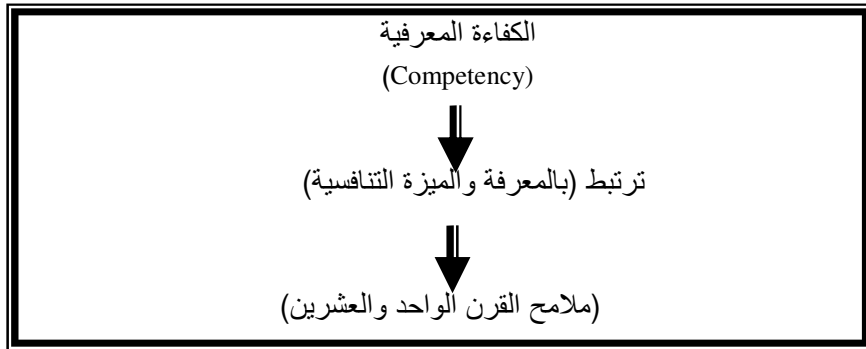 الكفاءة المعرفية
(Competency)
ترتبط (بالمعرفة والميزة التنافسية)
(ملامح القرن الواحد والعشرين)